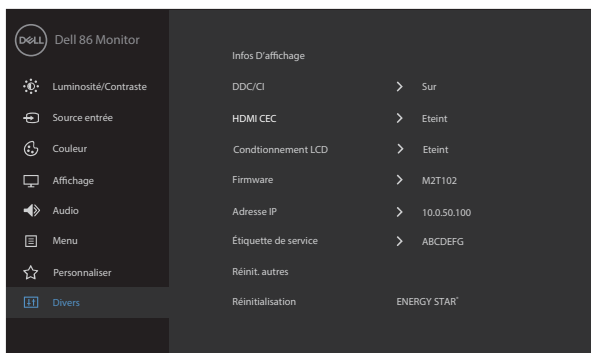 DELL Dell 86 Monitor
Infos D'affichage
Luminosité/Contraste DDC/CI Sur
Source entrée HDMI CEC Eteint
Couleur Condtionnement LCD Eteint
Affichage Firmware M2T102
Audio Adresse IP 10.0.50.100
Menu Étiquette de service ABCDEFG
Personnaliser Réinit. autres
Divers Réinitialisation ENERGY STAR®